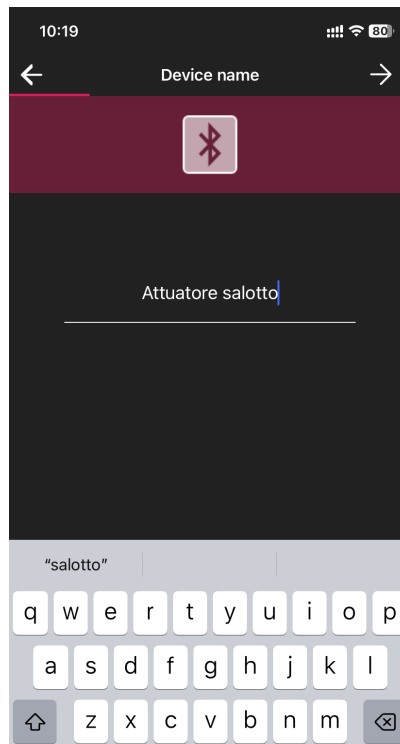 10:19
80
Device name
Attuatore salotto
“salotto”
q w e r t y u i o p
a s d f g h j k l
z x c v b n m